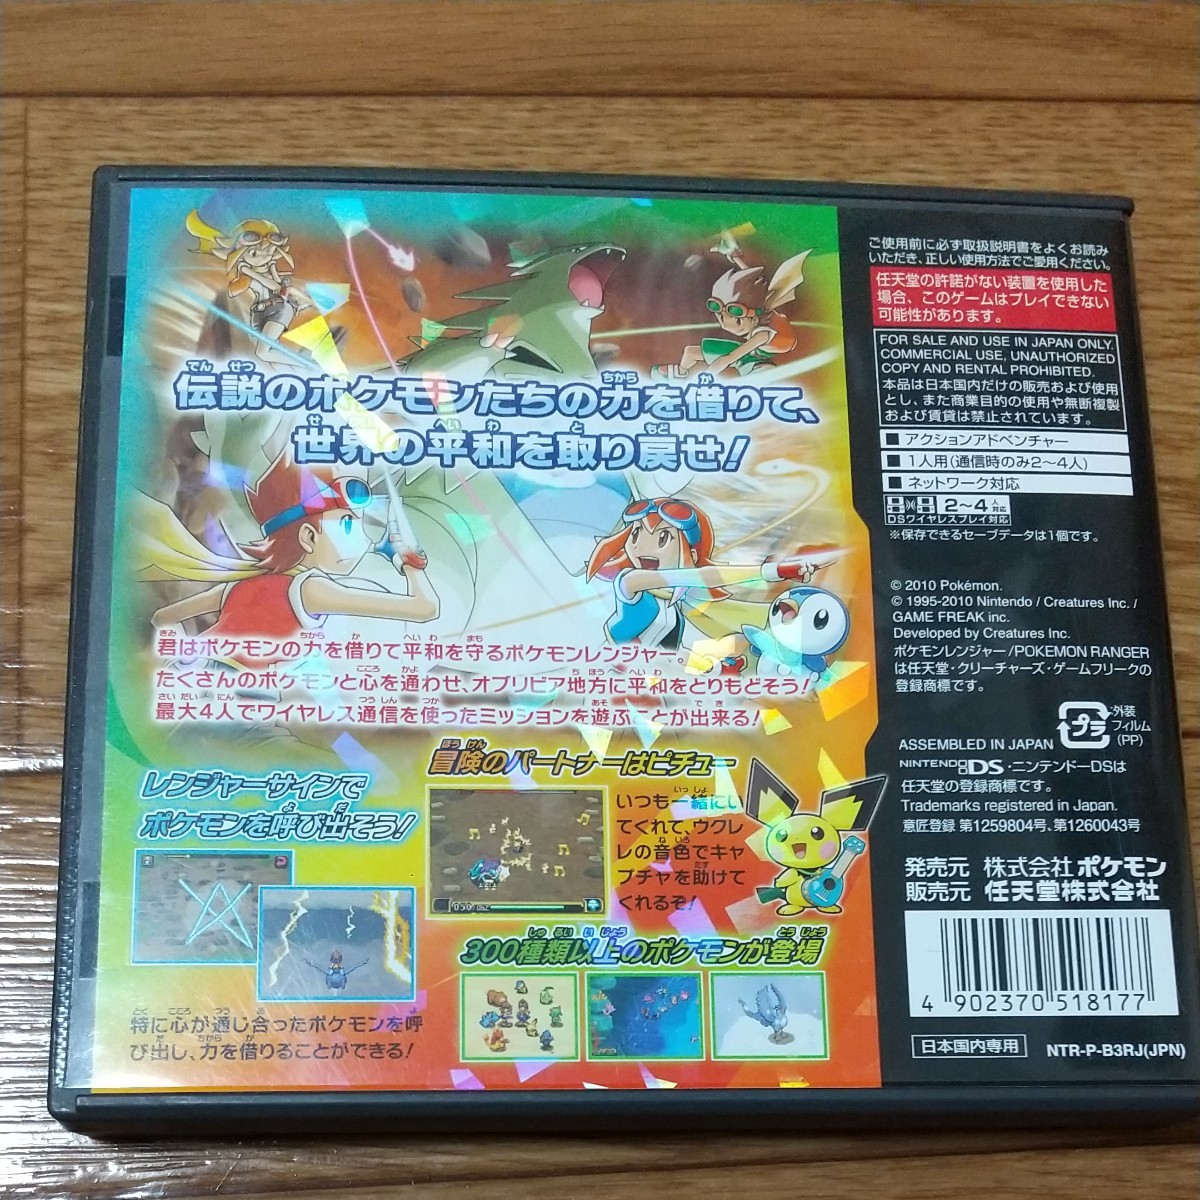 伝説のポケモンたちの力を借りて、
世界の平和を取り戻せ!
君はポケモンの力を借りて平和を守るポケモンレンジャー。
たくさんのポケモンと心を通わせ、オブリビア地方に平和をとりもどそう!
最大4人でワイヤレス通信を使ったミッションを遊ぶことが出来る!
レンジャーサインで
ポケモンを呼び出そう!
特に心が通じ合ったポケモンを呼
び出し、力を借りることができる!
冒険のパートナーはピチュー
いつも一緒にい
てくれて、ウクレ
レの音色でキャ
プチャを助けて
くれるぞ!
300種類以上のポケモンが登場
ご使用前に必ず取扱説明書をよくお読み
いただき、正しい使用方法でご愛用ください。
任天堂の許諾がない装置を使用した
場合、このゲームはプレイできない
可能性があります。
FOR SALE AND USE IN JAPAN ONLY.
COMMERCIAL USE, UNAUTHORIZED
COPY AND RENTAL PROHIBITED.
本品は日本国内だけの販売および使用
とし、また商業目的の使用や無断複製
および賃貸は禁止されています。
■ アクションアドベンチャー
■ 1人用(通信時のみ2〜4人)
■ ネットワーク対応
2〜4人対応
DSワイヤレスプレイ対応
※保存できるセーブデータは1個です。
© 2010 Pokémon.
© 1995-2010 Nintendo / Creatures Inc. /
GAME FREAK inc.
Developed by Creatures Inc.
ポケモンレンジャー/POKEMON RANGER
は任天堂・クリーチャーズ・ゲームフリークの
登録商標です。
プラ
外装
フィルム
(PP)
ASSEMBLED IN JAPAN
NINTENDO DS・ニンテンドーDSは
任天堂の登録商標です。
Trademarks registered in Japan.
意匠登録 第1259804号、第1260043号
発売元 株式会社ポケモン
販売元 任天堂株式会社
4 902370 518177
日本国内専用
NTR-P-B3RJ(JPN)